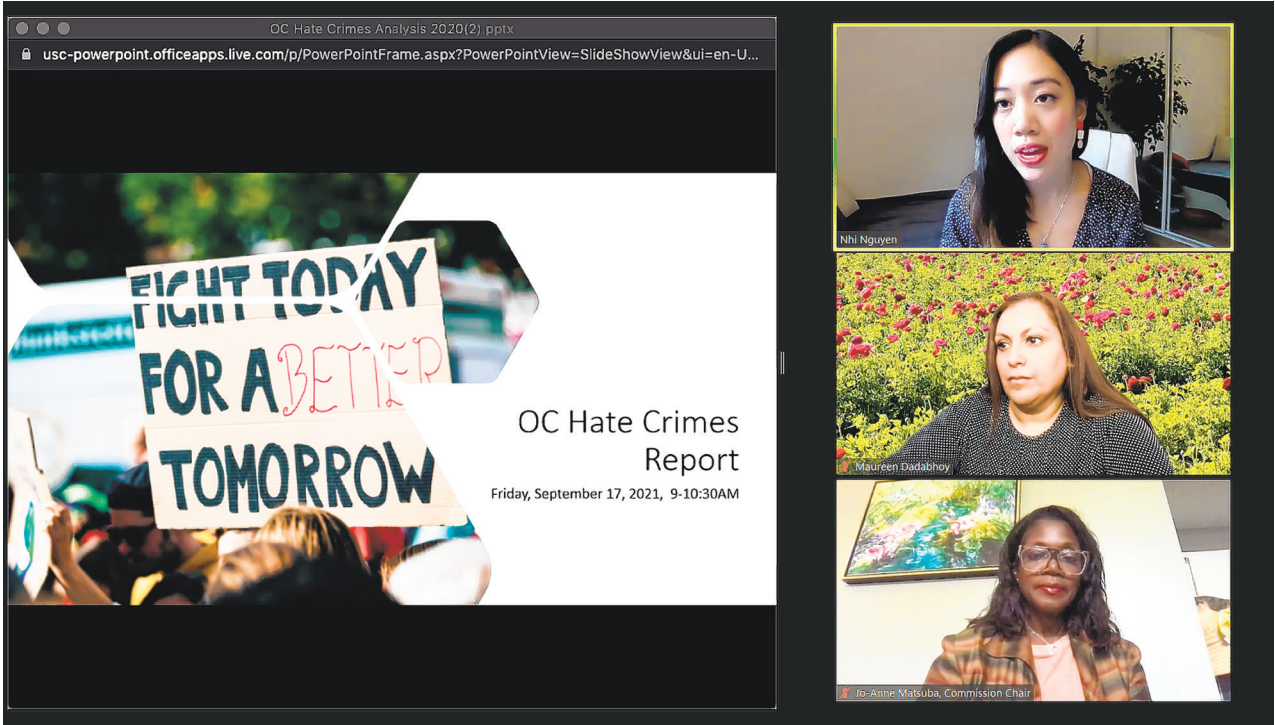 OC Hate Crimes Analysis 2020(2).pptx
usc-powerpoint.officeapps.live.com/p/PowerPointFrame.aspx?PowerPointView=SlideShowView&ui=en-U...
FIGHT TODAY
FOR A BETTER
TOMORROW
OC Hate Crimes
Report
Friday, September 17, 2021, 9-10:30AM
Nhi Nguyen
Maureen Dadabhoy
Jo-Anne Matsuba, Commission Chair